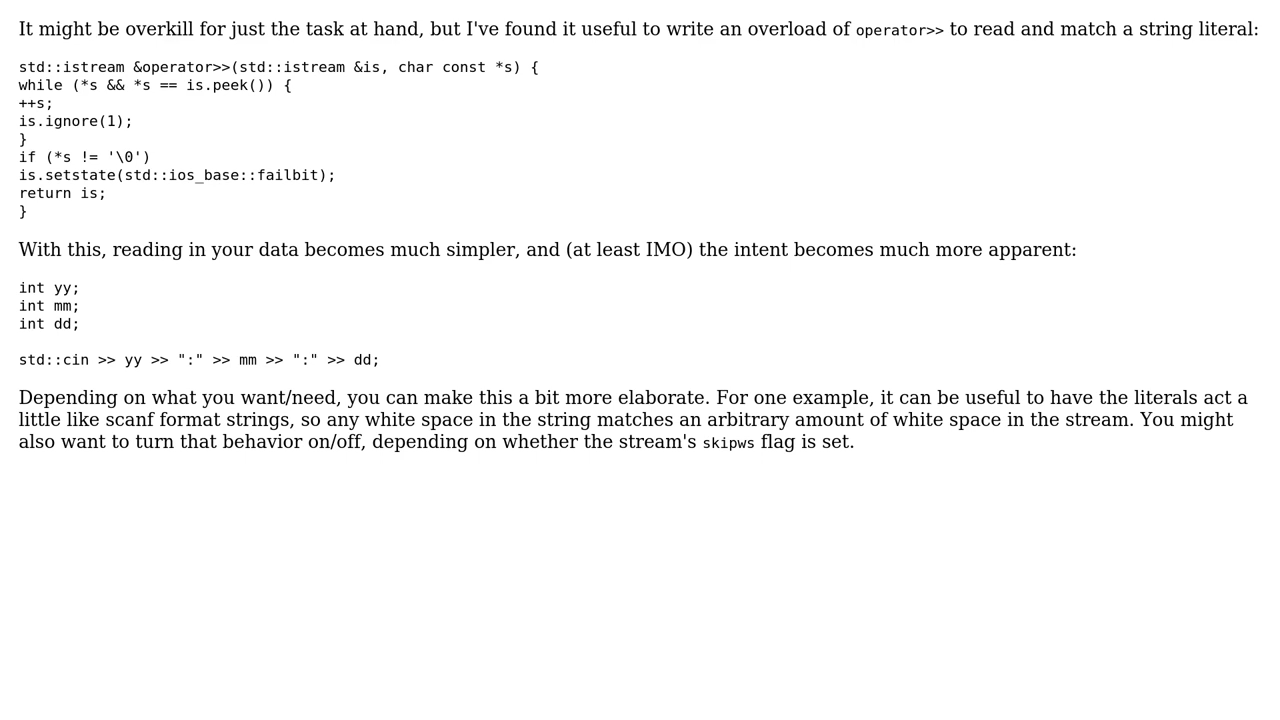 It might be overkill for just the task at hand, but I've found it useful to write an overload of operator>> to read and match a string literal:
std::istream &operator>>(std::istream &is, char const *s) {
while (*s && *s == is.peek()) {
++s;
is.ignore(1);
}
if (*s != '\0')
is.setstate(std::ios_base::failbit);
return is;
}
With this, reading in your data becomes much simpler, and (at least IMO) the intent becomes much more apparent:
int yy;
int mm;
int dd;
std::cin >> yy >> ":" >> mm >> ":" >> dd;
Depending on what you want/need, you can make this a bit more elaborate. For one example, it can be useful to have the literals act a
little like scanf format strings, so any white space in the string matches an arbitrary amount of white space in the stream. You might
also want to turn that behavior on/off, depending on whether the stream's skipws flag is set.